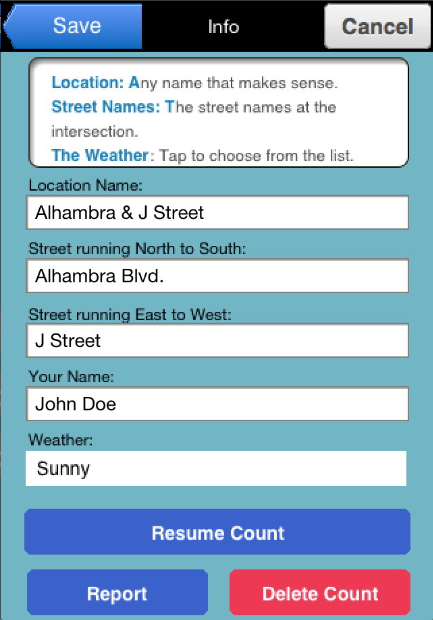 Save
Info
Cancel
Location: Any name that makes sense.
Street Names: The street names at the
intersection.
The Weather: Tap to choose from the list.
Location Name:
Alhambra & J Street
Street running North to South:
Alhambra Blvd.
Street running East to West:
J Street
Your Name:
John Doe
Weather:
Sunny
Resume Count
Report
Delete Count